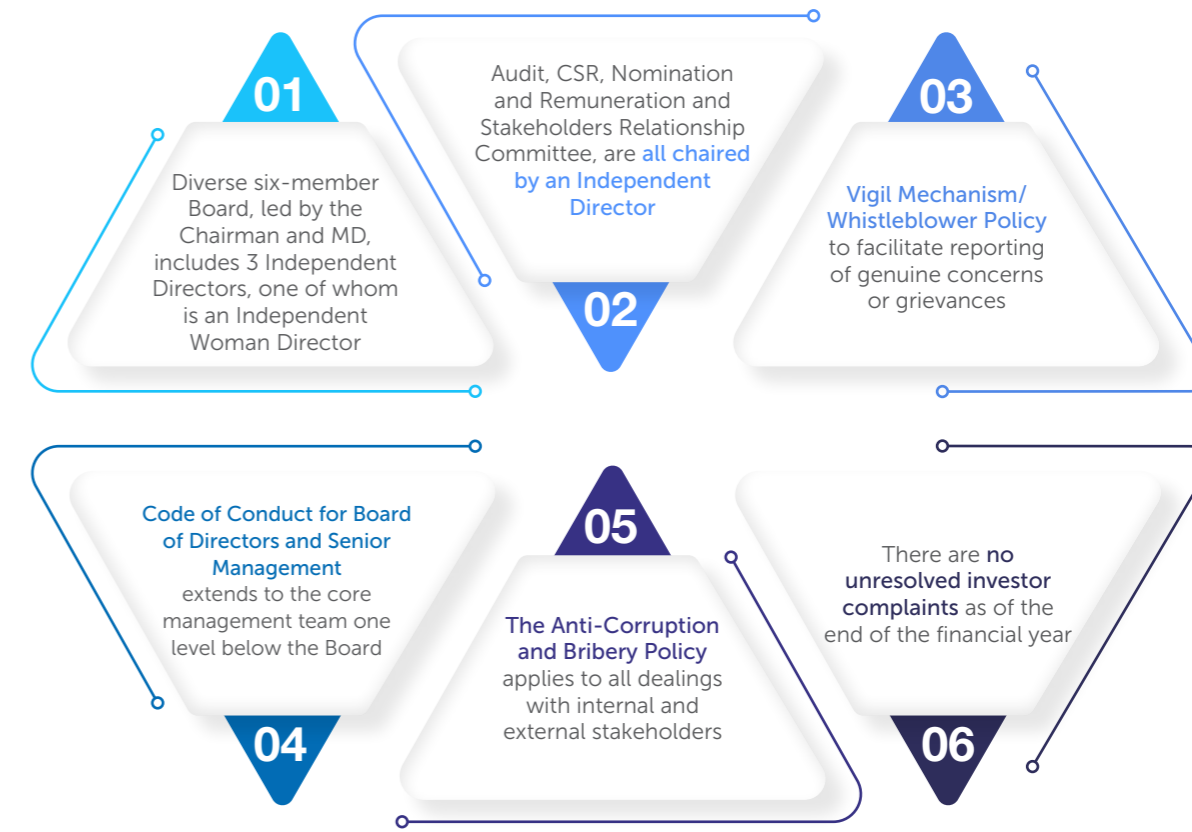 01
Diverse six-member
Board, led by the
Chairman and MD,
includes 3 Independent
Directors, one of whom
is an Independent
Woman Director
Audit, CSR, Nomination
and Remuneration and
Stakeholders Relationship
Committee, are all chaired
by an Independent
Director
02
03
Vigil Mechanism/
Whistleblower Policy
to facilitate reporting
of genuine concerns
or grievances
Code of Conduct for Board
of Directors and Senior
Management
extends to the core
management team one
level below the Board
04
05
The Anti-Corruption
and Bribery Policy
applies to all dealings
with internal and
external stakeholders
There are no
unresolved investor
complaints as of the
end of the financial year
06